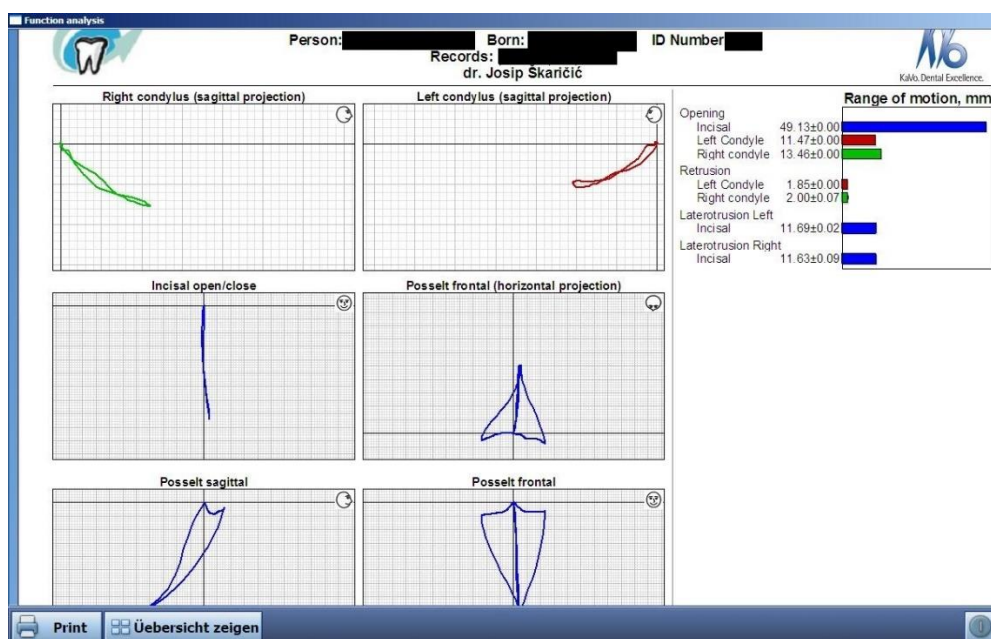 Function analysis
Person: Born: ID Number
Records:
dr. Josip Škaričić
KaVo. Dental Excellence.
Right condylus (sagittal projection)
Left condylus (sagittal projection)
Range of motion, mm
Opening
Incisal 49.13±0.00
Left Condyle 11.47±0.00
Right condyle 13.46±0.00
Retrusion
Left Condyle 1.85±0.00
Right condyle 2.00±0.07
Laterotrusion Left
Incisal 11.69±0.02
Laterotrusion Right
Incisal 11.63±0.09
Incisal open/close
Posselt frontal (horizontal projection)
Posselt sagittal
Posselt frontal
Print
Üebersicht zeigen